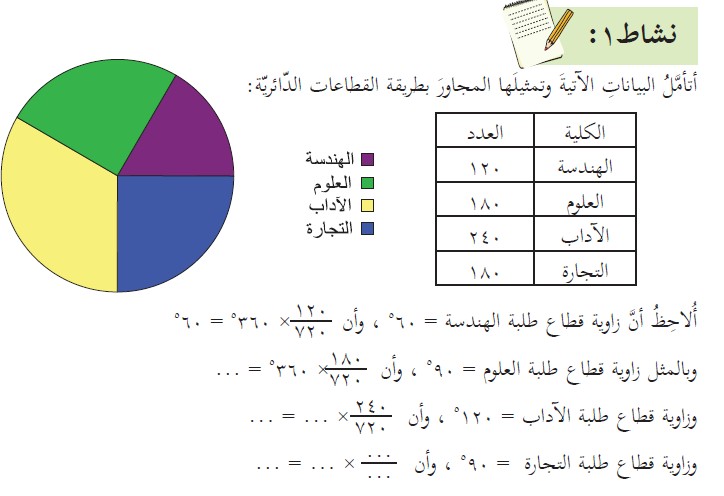 نشاط١:
أتأمَّلُ البياناتِ الآتيةَ وتمثيلَها المجاورَ بطريقة القطاعات الدّائريّة:
الكلية العدد
الهندسة ١٢٠
العلوم ١٨٠
الآداب ٢٤٠
التجارة ١٨٠
الهندسة
العلوم
الآداب
التجارة
أُلاحِظُ أنَّ زاوية قطاع طلبة الهندسة = ٦٠° ، وأن ١٢٠/٧٢٠ × ٣٦٠° = ٦٠°
وبالمثل زاوية قطاع طلبة العلوم = ٩٠° ، وأن ١٨٠/٧٢٠ × ٣٦٠° = ...
وزاوية قطاع طلبة الآداب = ١٢٠° ، وأن ٢٤٠/٧٢٠ × ... = ...
وزاوية قطاع طلبة التجارة = ٩٠° ، وأن .../... × ... = ...